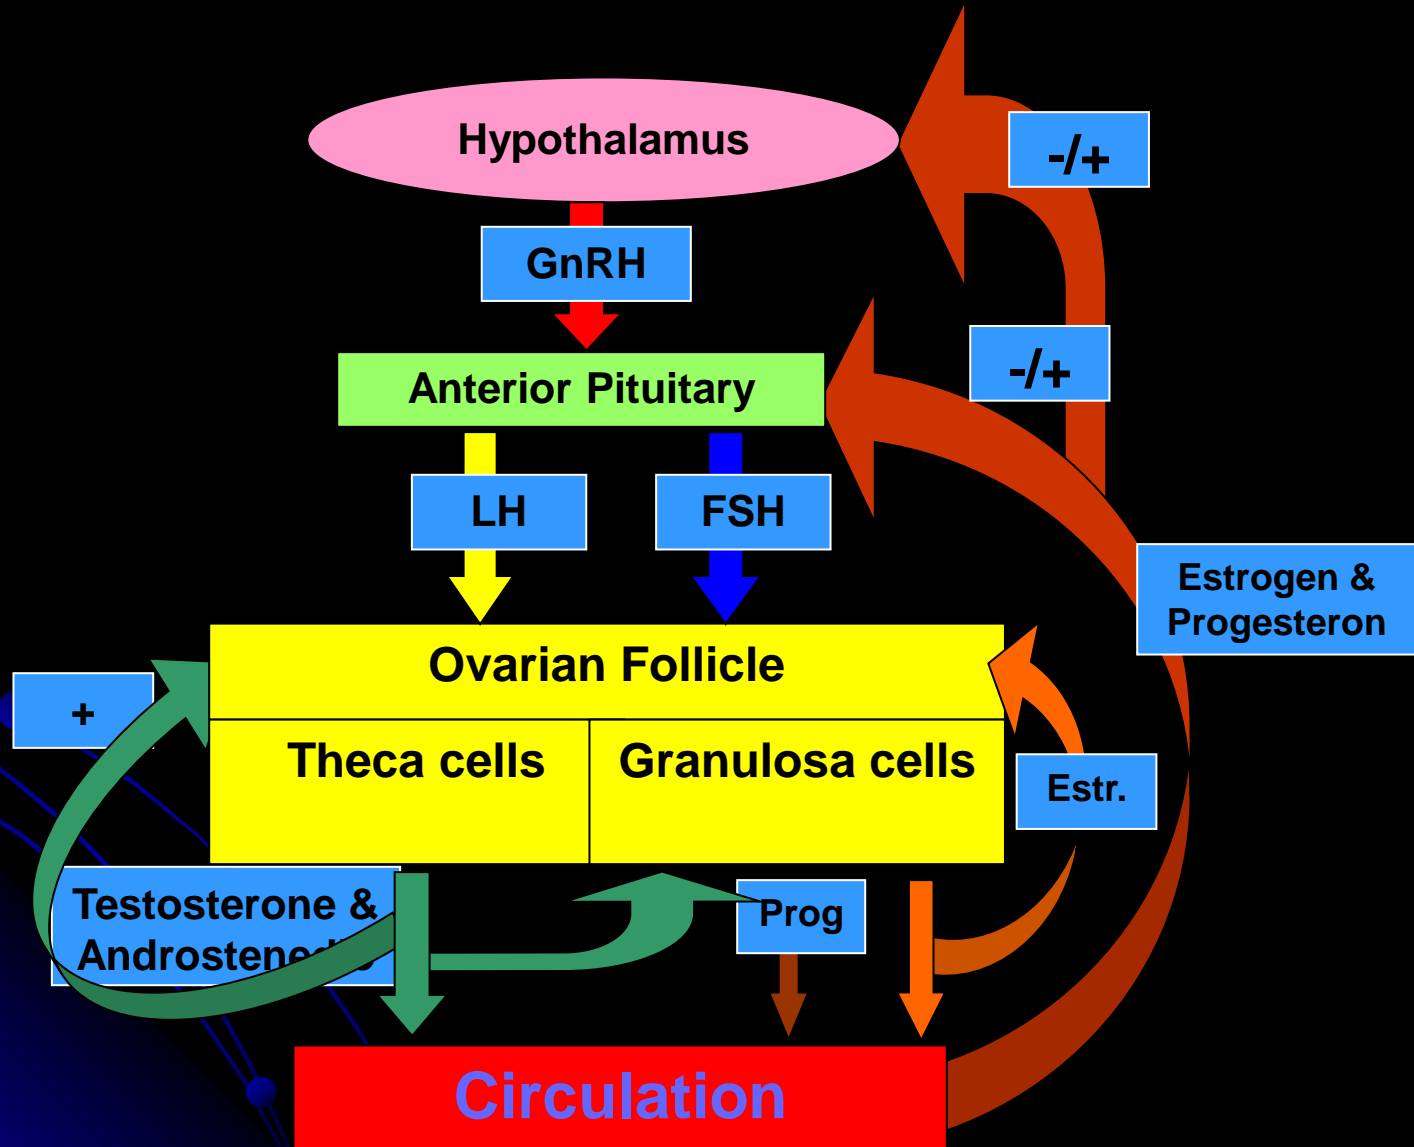 Hypothalamus
-/+
GnRH
-/+
Anterior Pituitary
LH
FSH
Estrogen &
Progesteron
Ovarian Follicle
+
Theca cells
Granulosa cells
Estr.
Testosterone &
Prog
Circulation